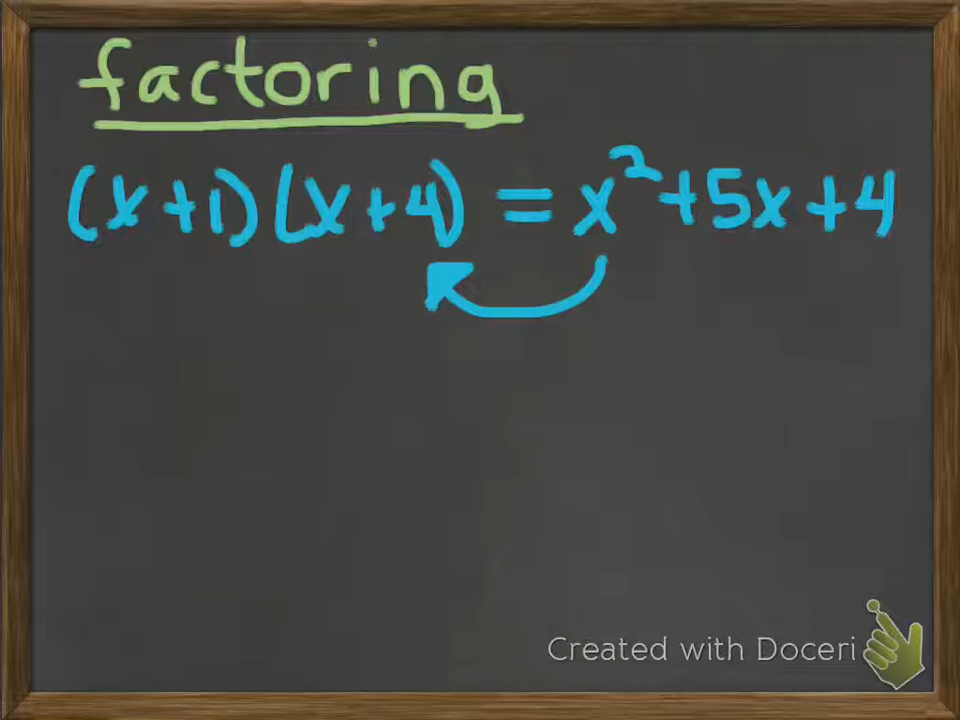 factoring
(x+1)(x+4) = x²+5x+4
Created with Doceri